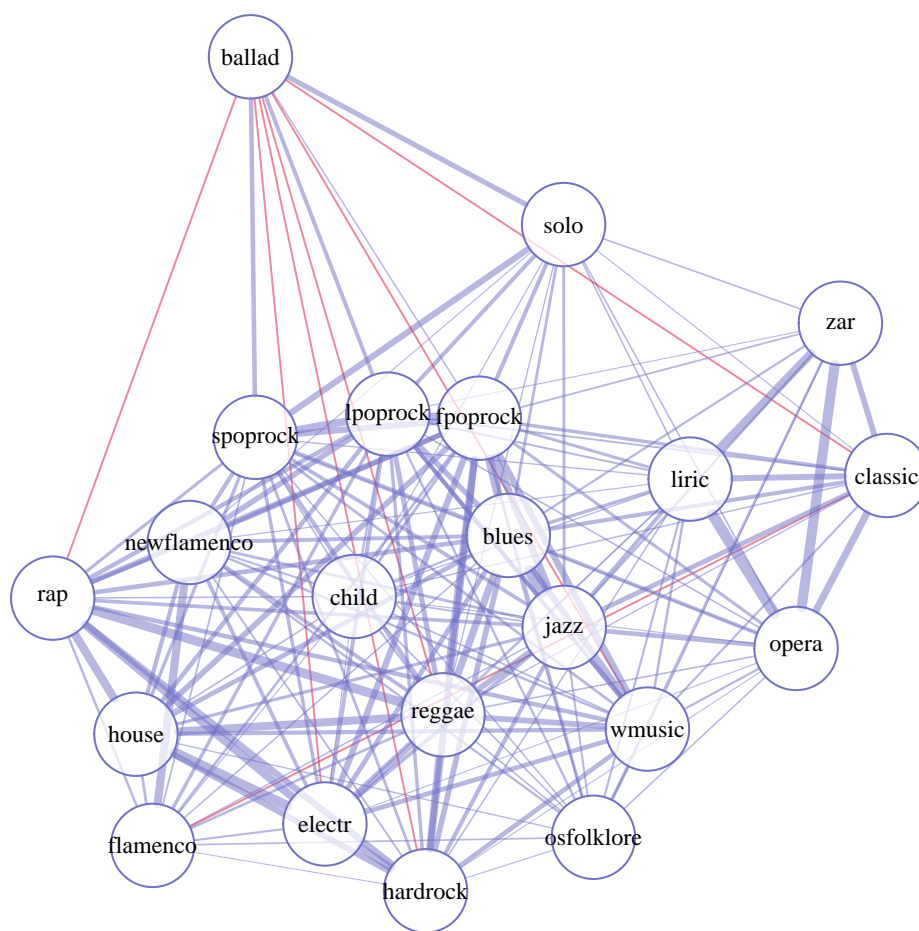 ballad
solo
zar
lpoprock
fpoprock
spoprock
liric
classic
newflamenco
blues
rap
child
jazz
opera
reggae
house
wmusic
electr
osfolklore
flamenco
hardrock